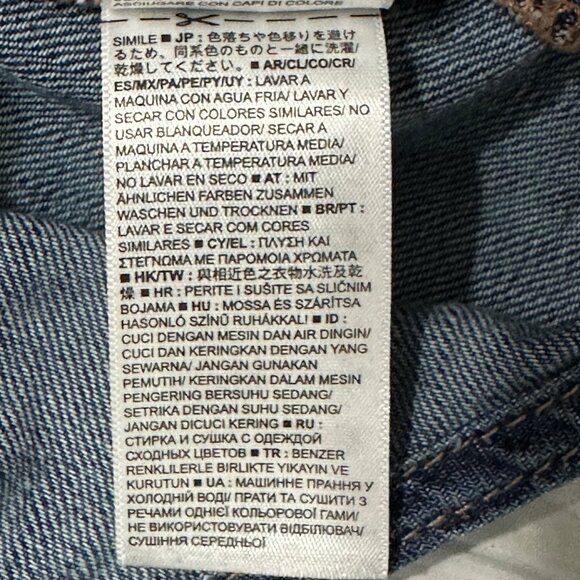 ASCIUGARE CON CAPI DI COLORE
SIMILE ■ JP : 色落ちや色移りを避け
るため、同系色のものと一緒に洗濯/
乾燥してください。 ■ AR/CL/CO/CR/
ES/MX/PA/PE/PY/UY : LAVAR A
MAQUINA CON AGUA FRIA/ LAVAR Y
SECAR CON COLORES SIMILARES/ NO
USAR BLANQUEADOR/ SECAR A
MAQUINA A TEMPERATURA MEDIA/
PLANCHAR A TEMPERATURA MEDIA/
NO LAVAR EN SECO ■ AT : MIT
ÄHNLICHEN FARBEN ZUSAMMEN
WASCHEN UND TROCKNEN ■ BR/PT :
LAVAR E SECAR COM CORES
SIMILARES ■ CY/EL : ΠΛΥΣΗ ΚΑΙ
ΣΤΕΓΝΩΜΑ ΜΕ ΠΑΡΟΜΟΙΑ ΧΡΩΜΑΤΑ
■ HK/TW : 與相近色之衣物水洗及乾
燥 ■ HR : PERITE I SUŠITE SA SLIČNIM
BOJAMA ■ HU : MOSSA ÉS SZÁRÍTSA
HASONLÓ SZÍNŰ RUHÁKKAL! ■ ID :
CUCI DENGAN MESIN DAN AIR DINGIN/
CUCI DAN KERINGKAN DENGAN YANG
SEWARNA/ JANGAN GUNAKAN
PEMUTIH/ KERINGKAN DALAM MESIN
PENGERING BERSUHU SEDANG/
SETRIKA DENGAN SUHU SEDANG/
JANGAN DICUCI KERING ■ RU :
СТИРКА И СУШКА С ОДЕЖДОЙ
СХОДНЫХ ЦВЕТОВ ■ TR : BENZER
RENKLILERLE BIRLIKTE YIKAYIN VE
KURUTUN ■ UA : МАШИННЕ ПРАННЯ У
ХОЛОДНІЙ ВОДІ/ ПРАТИ ТА СУШИТИ З
РЕЧАМИ ОДНІЄЇ КОЛЬОРОВОЇ ГАМИ/
НЕ ВИКОРИСТОВУВАТИ ВІДБІЛЮВАЧ/
СУШІННЯ СЕРЕДНЬОЇ